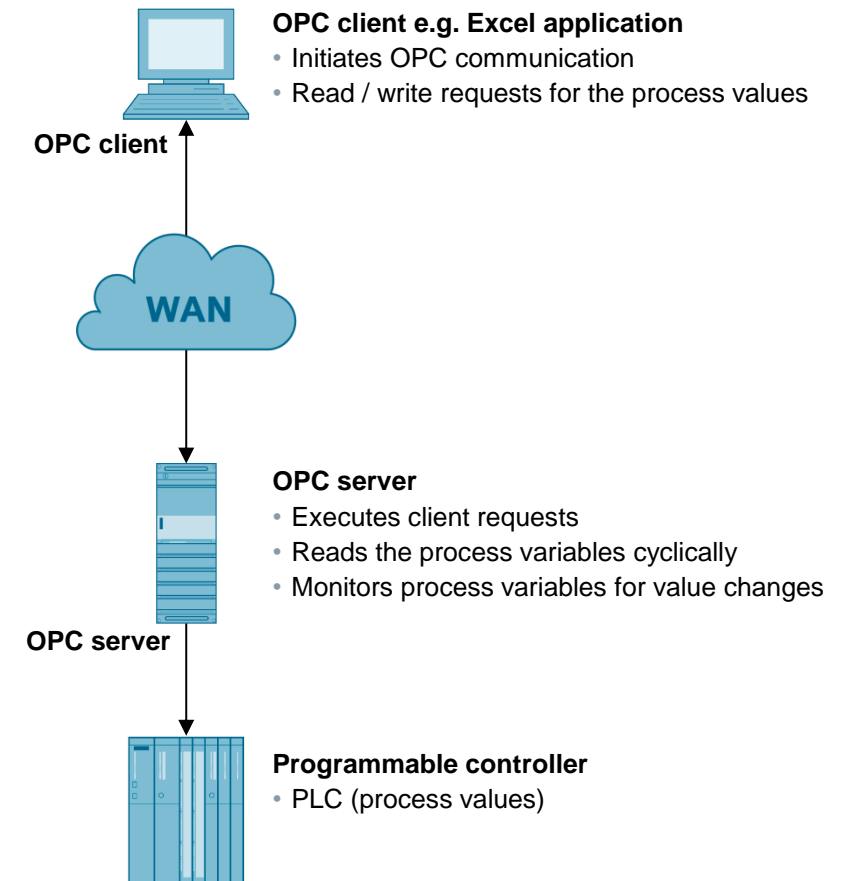 OPC client e.g. Excel application
• Initiates OPC communication
• Read / write requests for the process values
OPC client
WAN
OPC server
• Executes client requests
• Reads the process variables cyclically
• Monitors process variables for value changes
OPC server
Programmable controller
• PLC (process values)